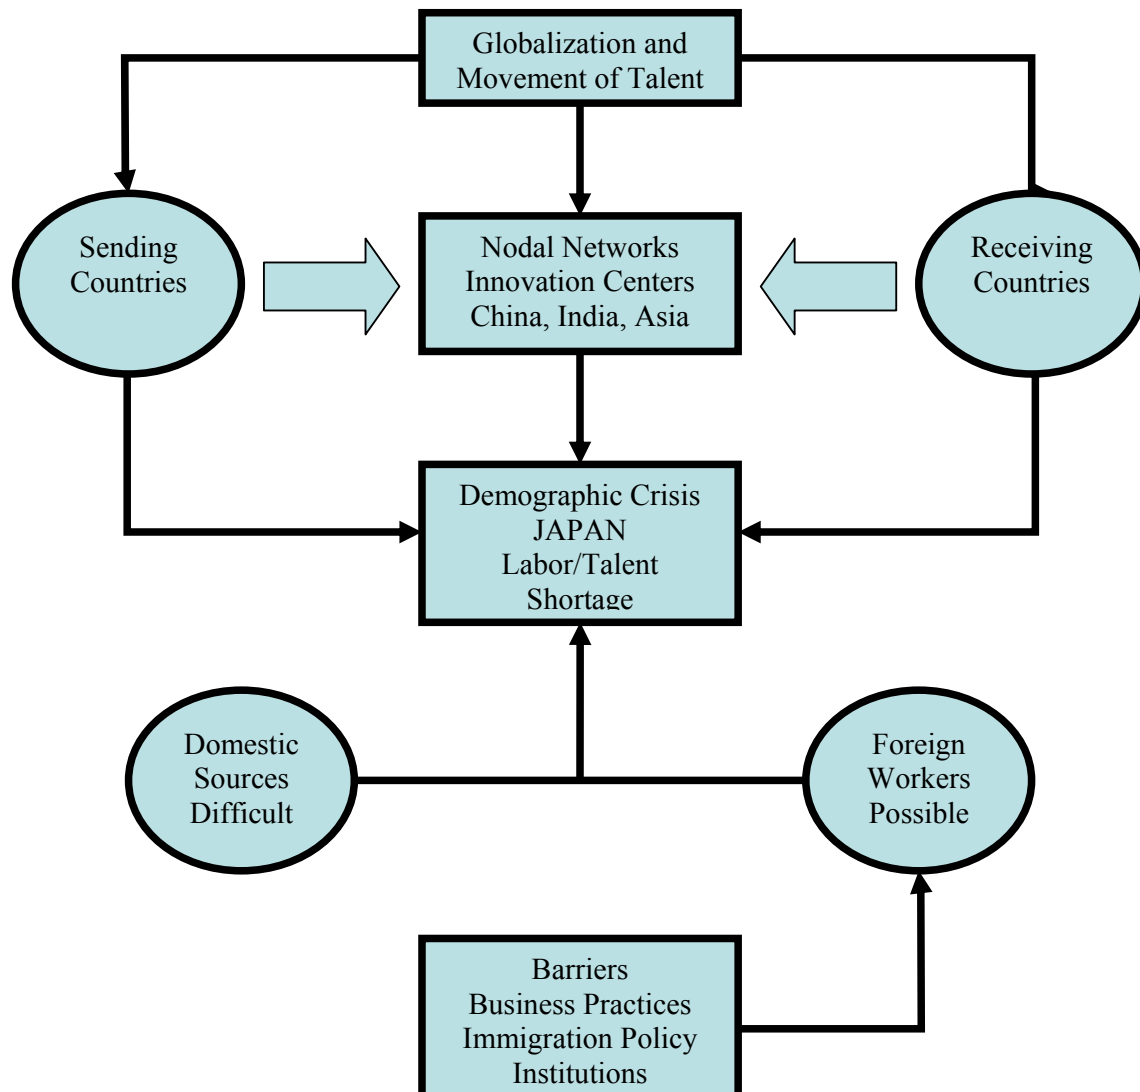 Globalization and
Movement of Talent
Sending
Countries
Nodal Networks
Innovation Centers
China, India, Asia
Receiving
Countries
Demographic Crisis
JAPAN
Labor/Talent
Shortage
Domestic
Sources
Difficult
Foreign
Workers
Possible
Barriers
Business Practices
Immigration Policy
Institutions